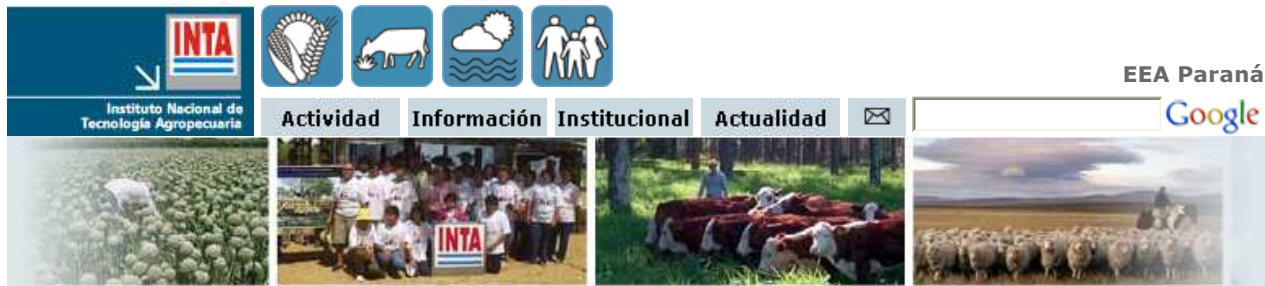 INTA
Instituto Nacional de
Tecnología Agropecuaria
EEA Paraná
Actividad Información Institucional Actualidad
Google
INTA